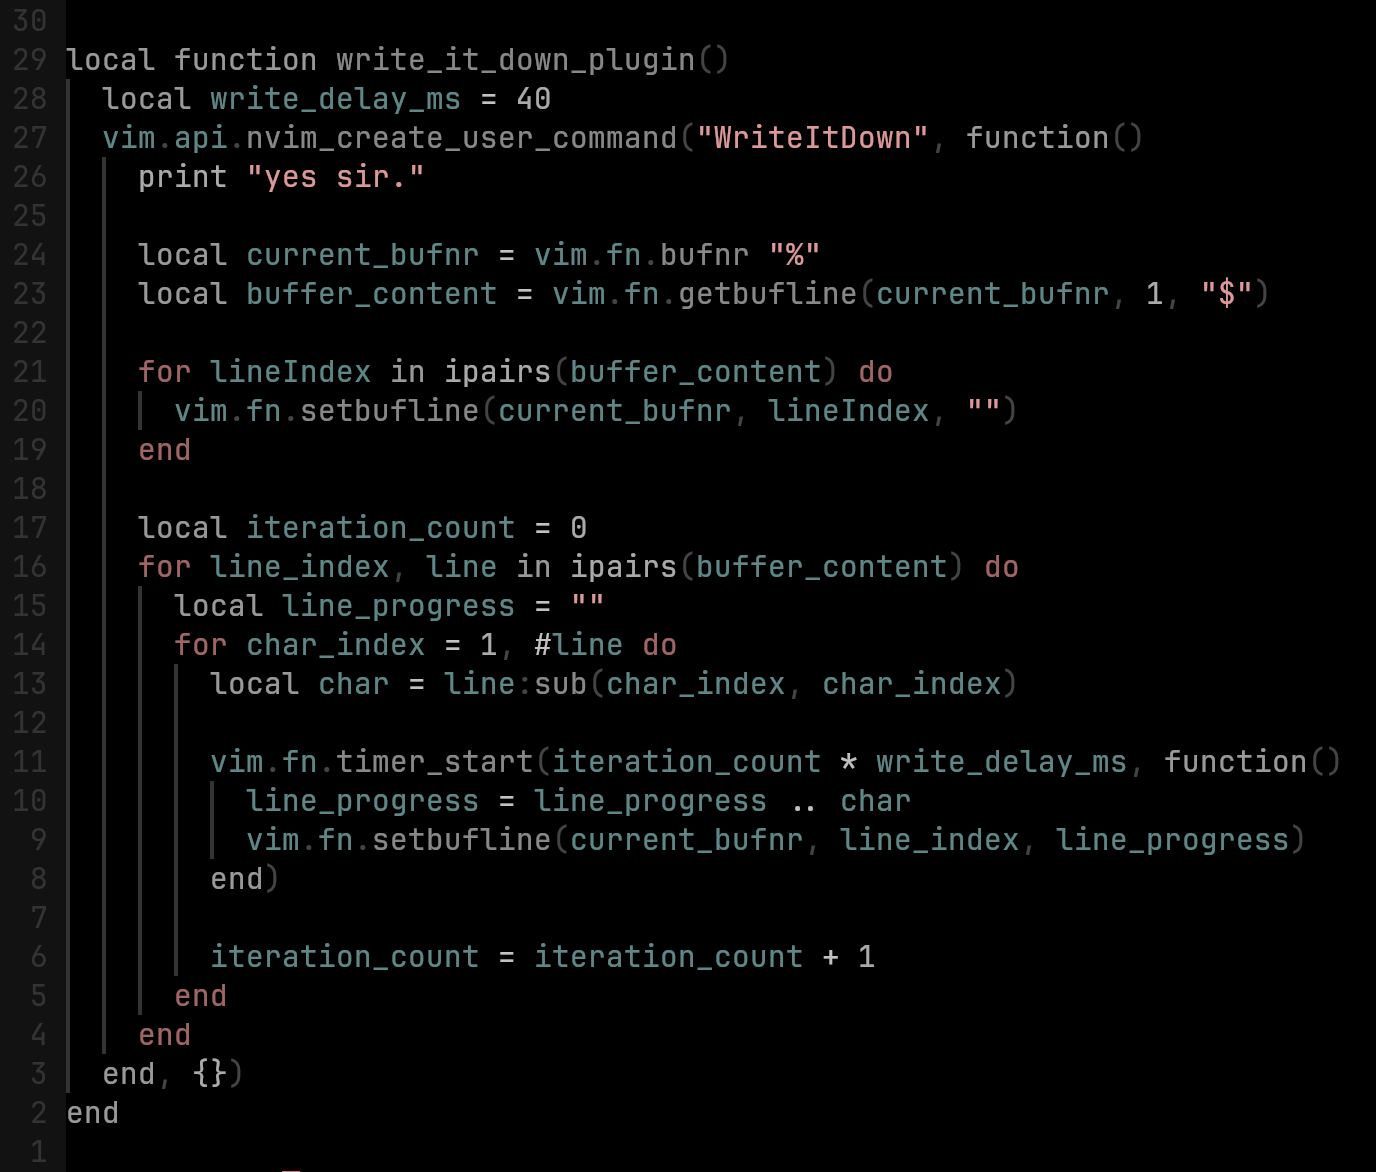 30
29 local function write_it_down_plugin()
28   local write_delay_ms = 40
27   vim.api.nvim_create_user_command("WriteItDown", function()
26     print "yes sir."
25
24     local current_bufnr = vim.fn.bufnr "%"
23     local buffer_content = vim.fn.getbufline(current_bufnr, 1, "$")
22
21     for lineIndex in ipairs(buffer_content) do
20       vim.fn.setbufline(current_bufnr, lineIndex, "")
19     end
18
17     local iteration_count = 0
16     for line_index, line in ipairs(buffer_content) do
15       local line_progress = ""
14       for char_index = 1, #line do
13         local char = line:sub(char_index, char_index)
12
11         vim.fn.timer_start(iteration_count * write_delay_ms, function()
10           line_progress = line_progress .. char
9           vim.fn.setbufline(current_bufnr, line_index, line_progress)
8         end)
7
6         iteration_count = iteration_count + 1
5       end
4     end
3   end, {})
2 end
1